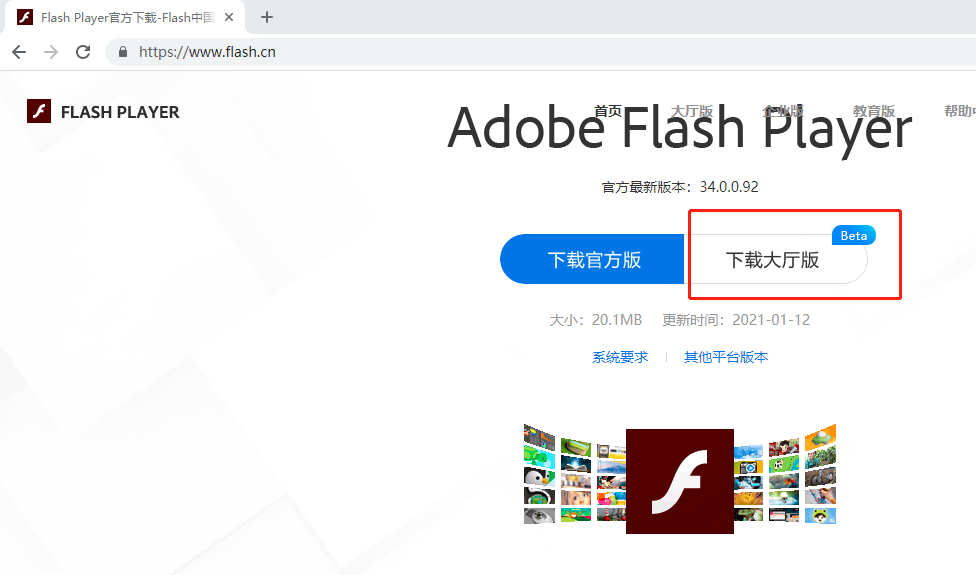 Flash Player官方下载-Flash中国
https://www.flash.cn
FLASH PLAYER
首页 大厅版 企业版 教育版 帮助中
Adobe Flash Player
官方最新版本：34.0.0.92
下载官方版
下载大厅版
Beta
大小：20.1MB 更新时间：2021-01-12
系统要求 | 其他平台版本